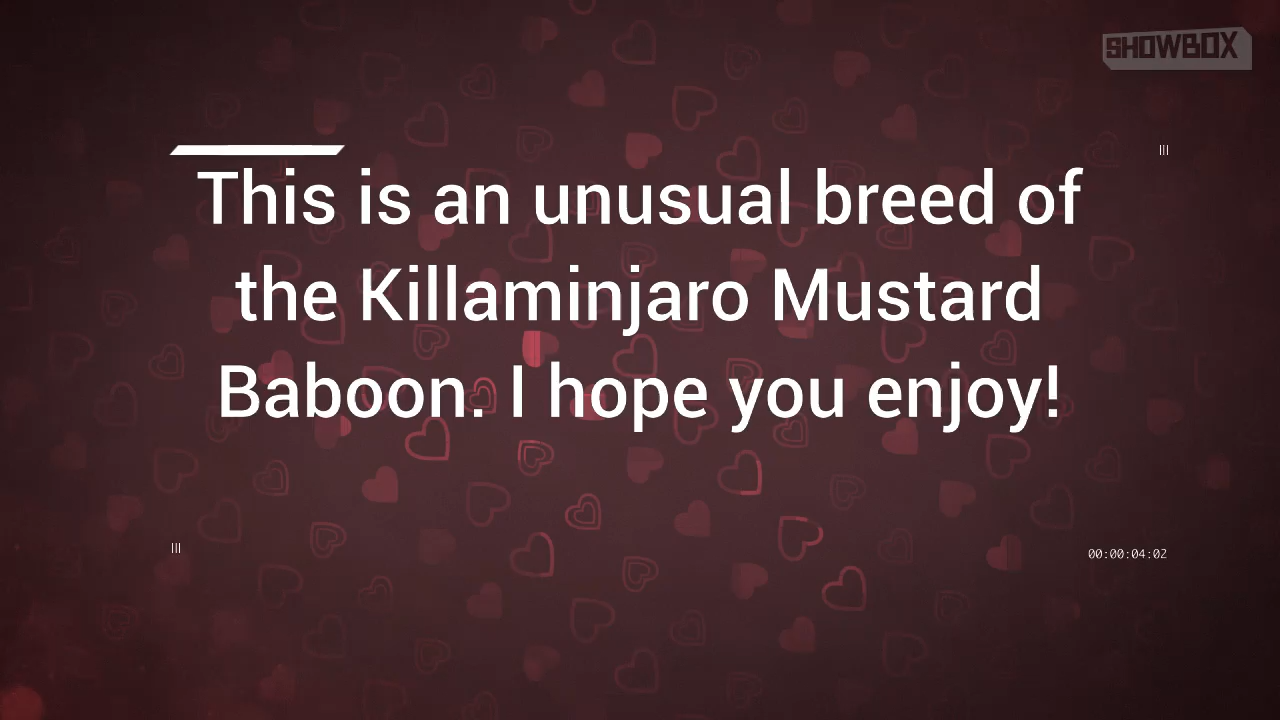 SHOWBOX
This is an unusual breed of
the Killaminjaro Mustard
Baboon. I hope you enjoy!
00:00:04:02